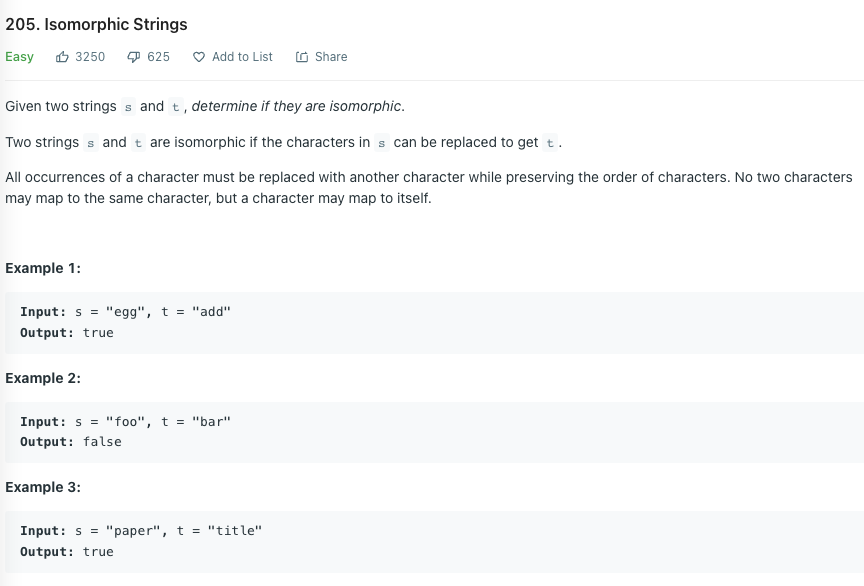 205. Isomorphic Strings
Easy 3250 625 Add to List Share
Given two strings s and t, determine if they are isomorphic.
Two strings s and t are isomorphic if the characters in s can be replaced to get t.
All occurrences of a character must be replaced with another character while preserving the order of characters. No two characters
may map to the same character, but a character may map to itself.
Example 1:
Input: s = "egg", t = "add"
Output: true
Example 2:
Input: s = "foo", t = "bar"
Output: false
Example 3:
Input: s = "paper", t = "title"
Output: true